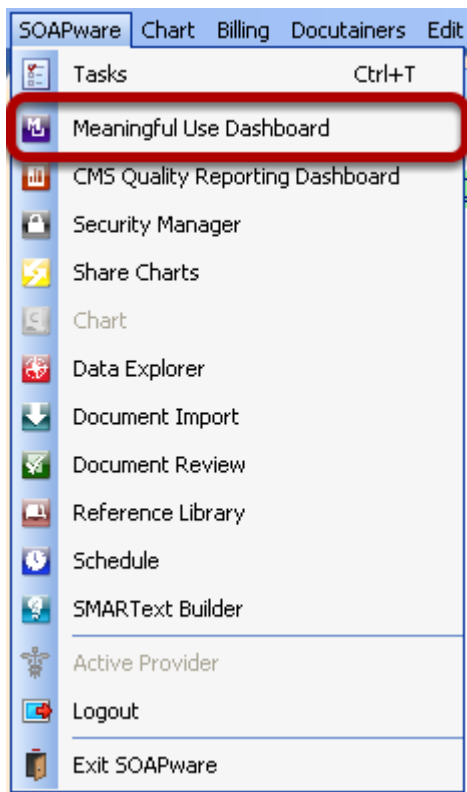 SOAPware Chart Billing Docutainers Edit
Tasks Ctrl+T
Meaningful Use Dashboard
CMS Quality Reporting Dashboard
Security Manager
Share Charts
Chart
Data Explorer
Document Import
Document Review
Reference Library
Schedule
SMARText Builder
Active Provider
Logout
Exit SOAPware